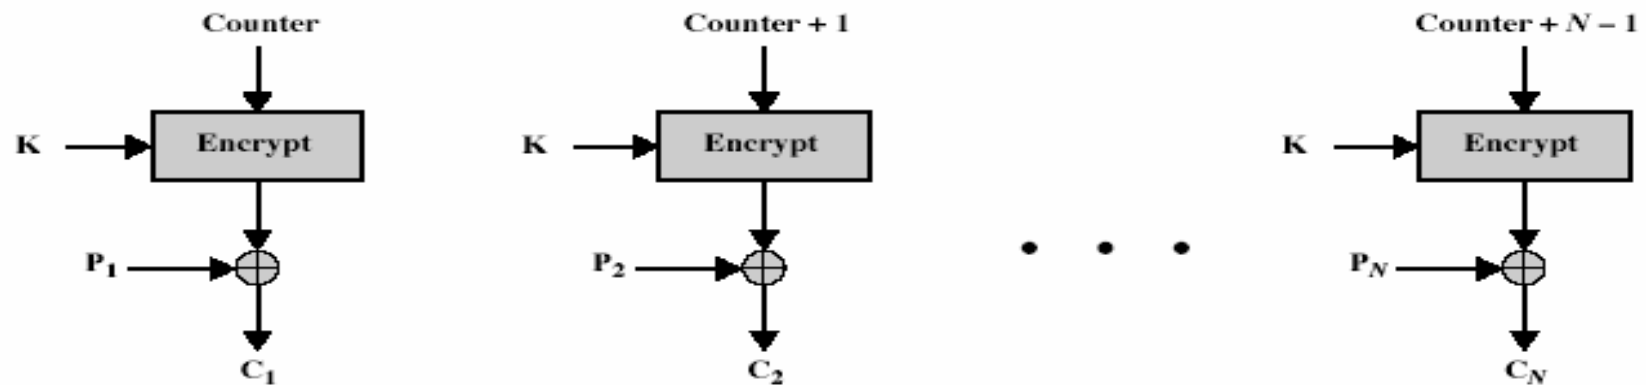 Counter Counter + 1 Counter + N – 1
K Encrypt K Encrypt K Encrypt
P1 P2 PN
C1 C2 CN